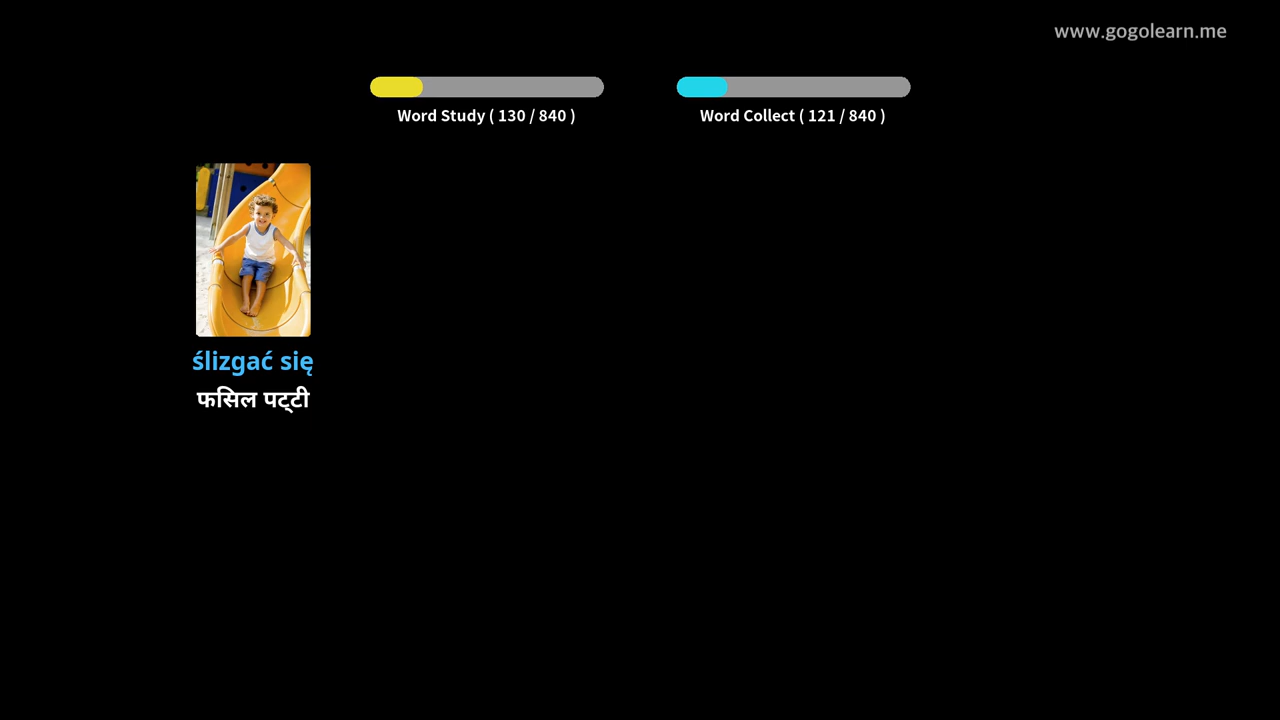 www.gogolearn.me
Word Study ( 130 / 840 )
Word Collect ( 121 / 840 )
ślizgać się
फसिल पट्टी